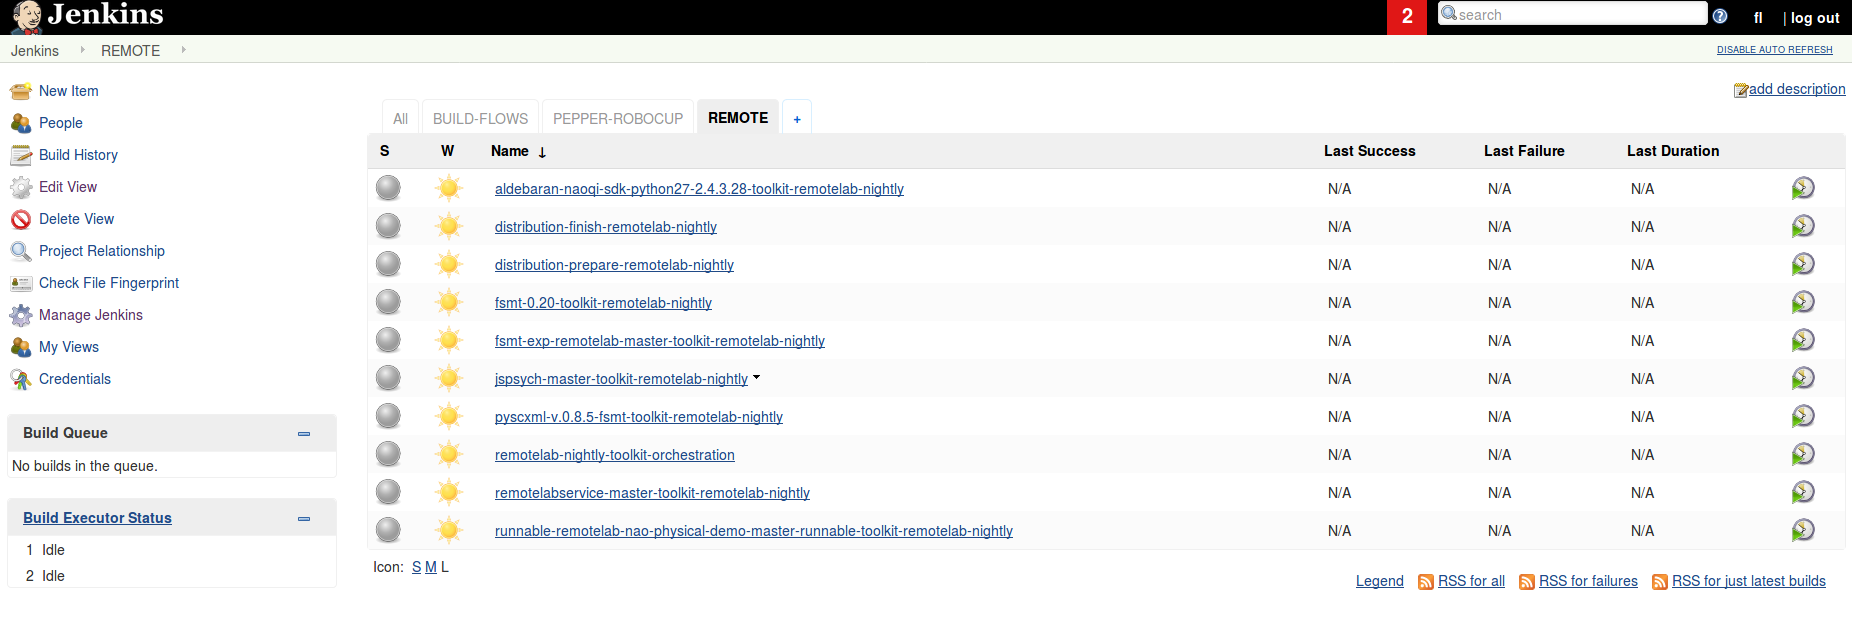 Jenkins
2 search fl | log out
Jenkins REMOTE DISABLE AUTO REFRESH
New Item
People
Build History
Edit View
Delete View
Project Relationship
Check File Fingerprint
Manage Jenkins
My Views
Credentials
Build Queue
No builds in the queue.
Build Executor Status
1 Idle
2 Idle
add description
All BUILD-FLOWS PEPPER-ROBOCUP REMOTE +
S W Name ↓ Last Success Last Failure Last Duration
aldebaran-naoqi-sdk-python27-2.4.3.28-toolkit-remotelab-nightly N/A N/A N/A
distribution-finish-remotelab-nightly N/A N/A N/A
distribution-prepare-remotelab-nightly N/A N/A N/A
fsmt-0.20-toolkit-remotelab-nightly N/A N/A N/A
fsmt-exp-remotelab-master-toolkit-remotelab-nightly N/A N/A N/A
jspsych-master-toolkit-remotelab-nightly N/A N/A N/A
pyscxml-v.0.8.5-fsmt-toolkit-remotelab-nightly N/A N/A N/A
remotelab-nightly-toolkit-orchestration N/A N/A N/A
remotelabservice-master-toolkit-remotelab-nightly N/A N/A N/A
runnable-remotelab-nao-physical-demo-master-runnable-toolkit-remotelab-nightly N/A N/A N/A
Icon: S M L
Legend RSS for all RSS for failures RSS for just latest builds